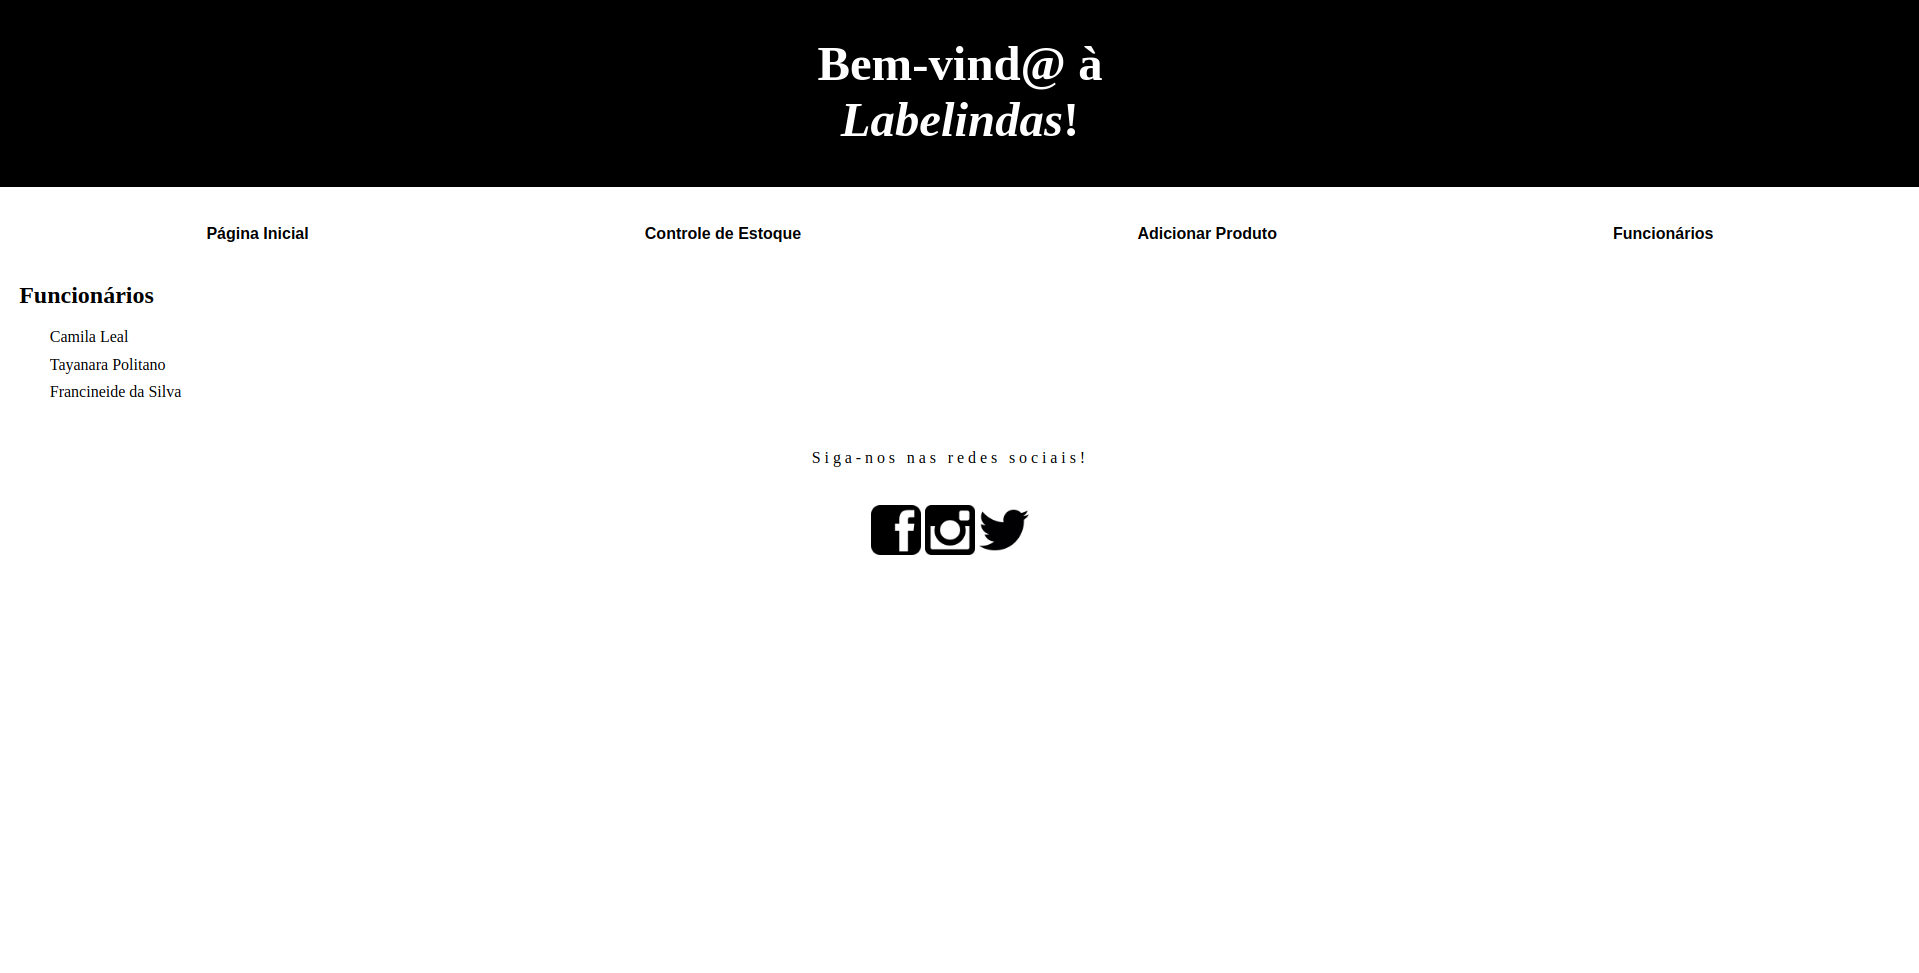 Bem-vind@ à
Labelindas!
Página Inicial Controle de Estoque Adicionar Produto Funcionários
Funcionários
Camila Leal
Tayanara Politano
Francineide da Silva
Siga-nos nas redes sociais!